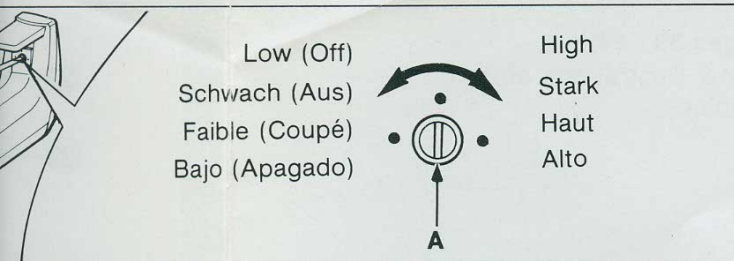 Low (Off)
Schwach (Aus)
Faible (Coupé)
Bajo (Apagado)
High
Stark
Haut
Alto
A